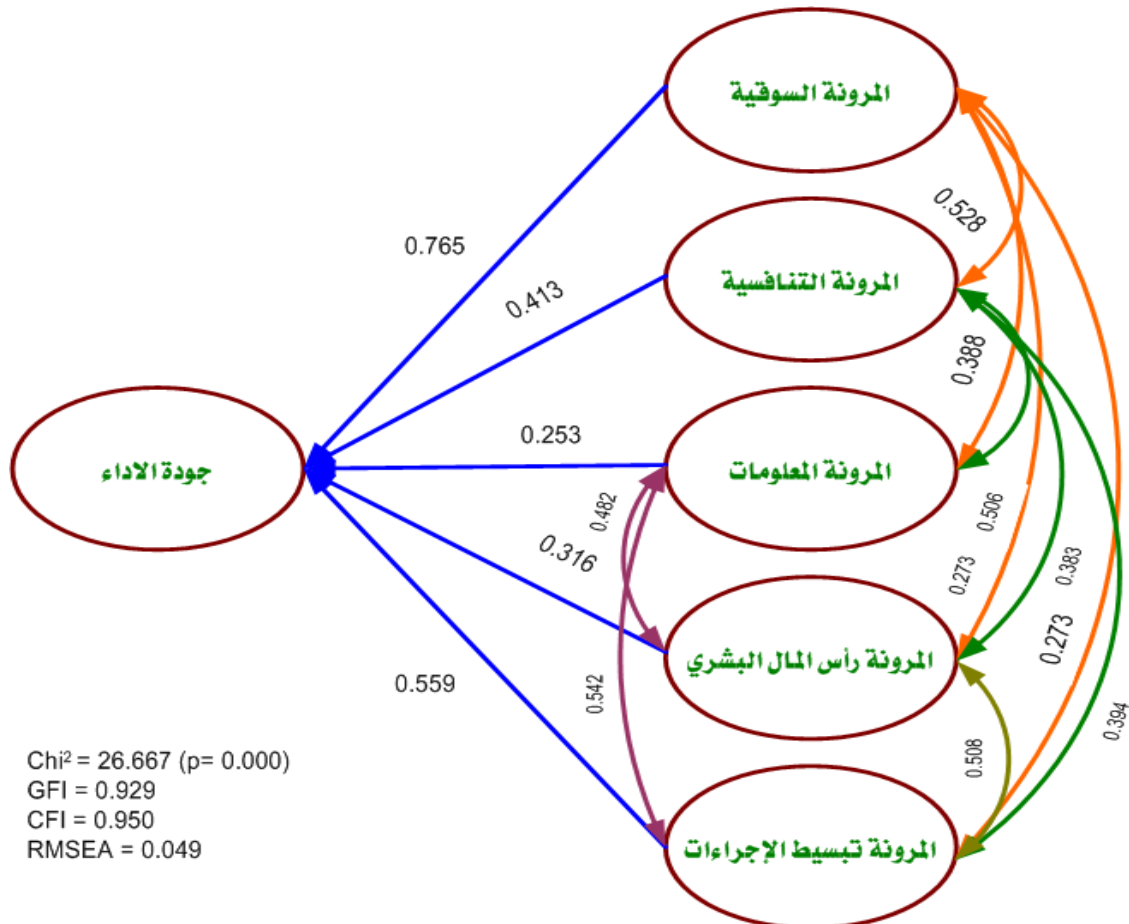 المرونة السوقية
0.528
0.765
المرونة التنافسية
0.413
0.388
0.253
المرونة المعلومات
جودة الاداء
0.482
0.506
0.316
0.273
0.383
0.273
المرونة رأس المال البشري
0.559
0.542
0.394
0.508
Chi² = 26.667 (p= 0.000)
GFI = 0.929
CFI = 0.950
RMSEA = 0.049
المرونة تبسيط الإجراءات